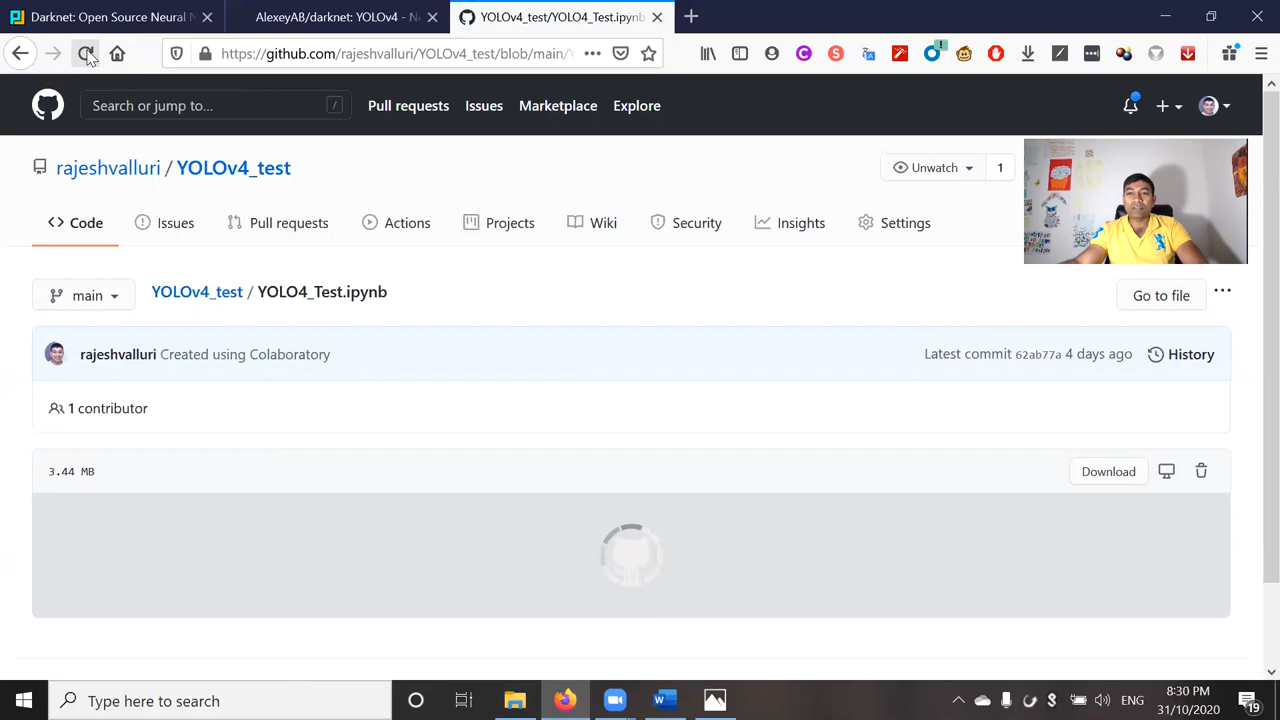 Darknet: Open Source Neural N
AlexeyAB/darknet: YOLOv4 - Ne
YOLOv4_test/YOLO4_Test.ipynb
https://github.com/rajeshvalluri/YOLOv4_test/blob/main/
Search or jump to...
/
Pull requests
Issues
Marketplace
Explore
rajeshvalluri / YOLOv4_test
Unwatch
1
Code
Issues
Pull requests
Actions
Projects
Wiki
Security
Insights
Settings
main
YOLOv4_test / YOLO4_Test.ipynb
Go to file
rajeshvalluri Created using Colaboratory
Latest commit 62ab77a 4 days ago
History
1 contributor
3.44 MB
Download
Type here to search
ENG
8:30 PM
31/10/2020
19